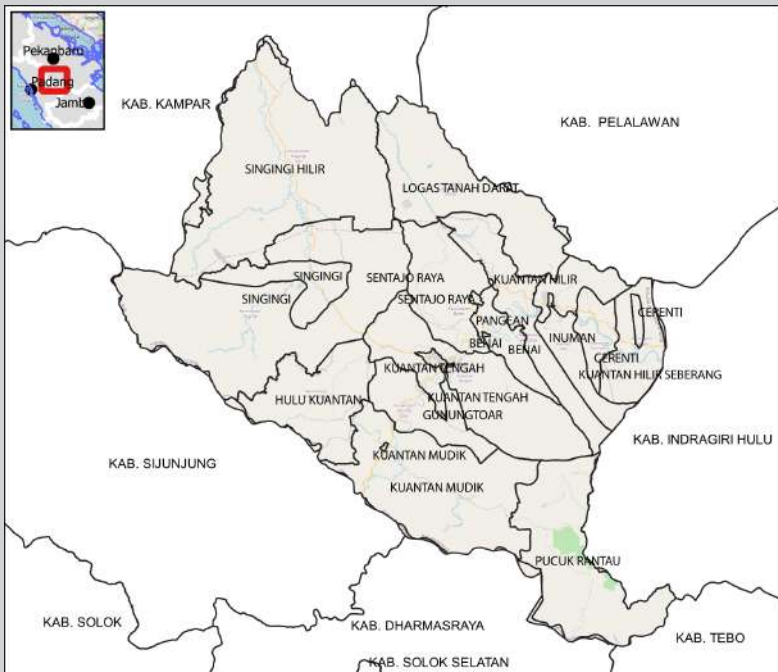 Pekanbaru
Padang
Jamb
KAB. KAMPAR
KAB. PELALAWAN
SINGINGI HILIR
LOGAS TANAH DARAT
SINGINGI
SENTAJO RAYA
KUANTAN HILIR
SINGINGI
SENTAJO RAYA
CERENTI
PANGEAN
INUMAN
BENAI
BENAI
CERENTI
KUANTAN TENGAH
KUANTAN HILIR SEBERANG
HULU KUANTAN
KUANTAN TENGAH
GUNUNGTOAR
KAB. INDRAGIRI HULU
KUANTAN MUDIK
KAB. SIJUNJUNG
KUANTAN MUDIK
PUCUK RANTAU
KAB. SOLOK
KAB. DHARMASRAYA
KAB. TEBO
KAB. SOLOK SELATAN